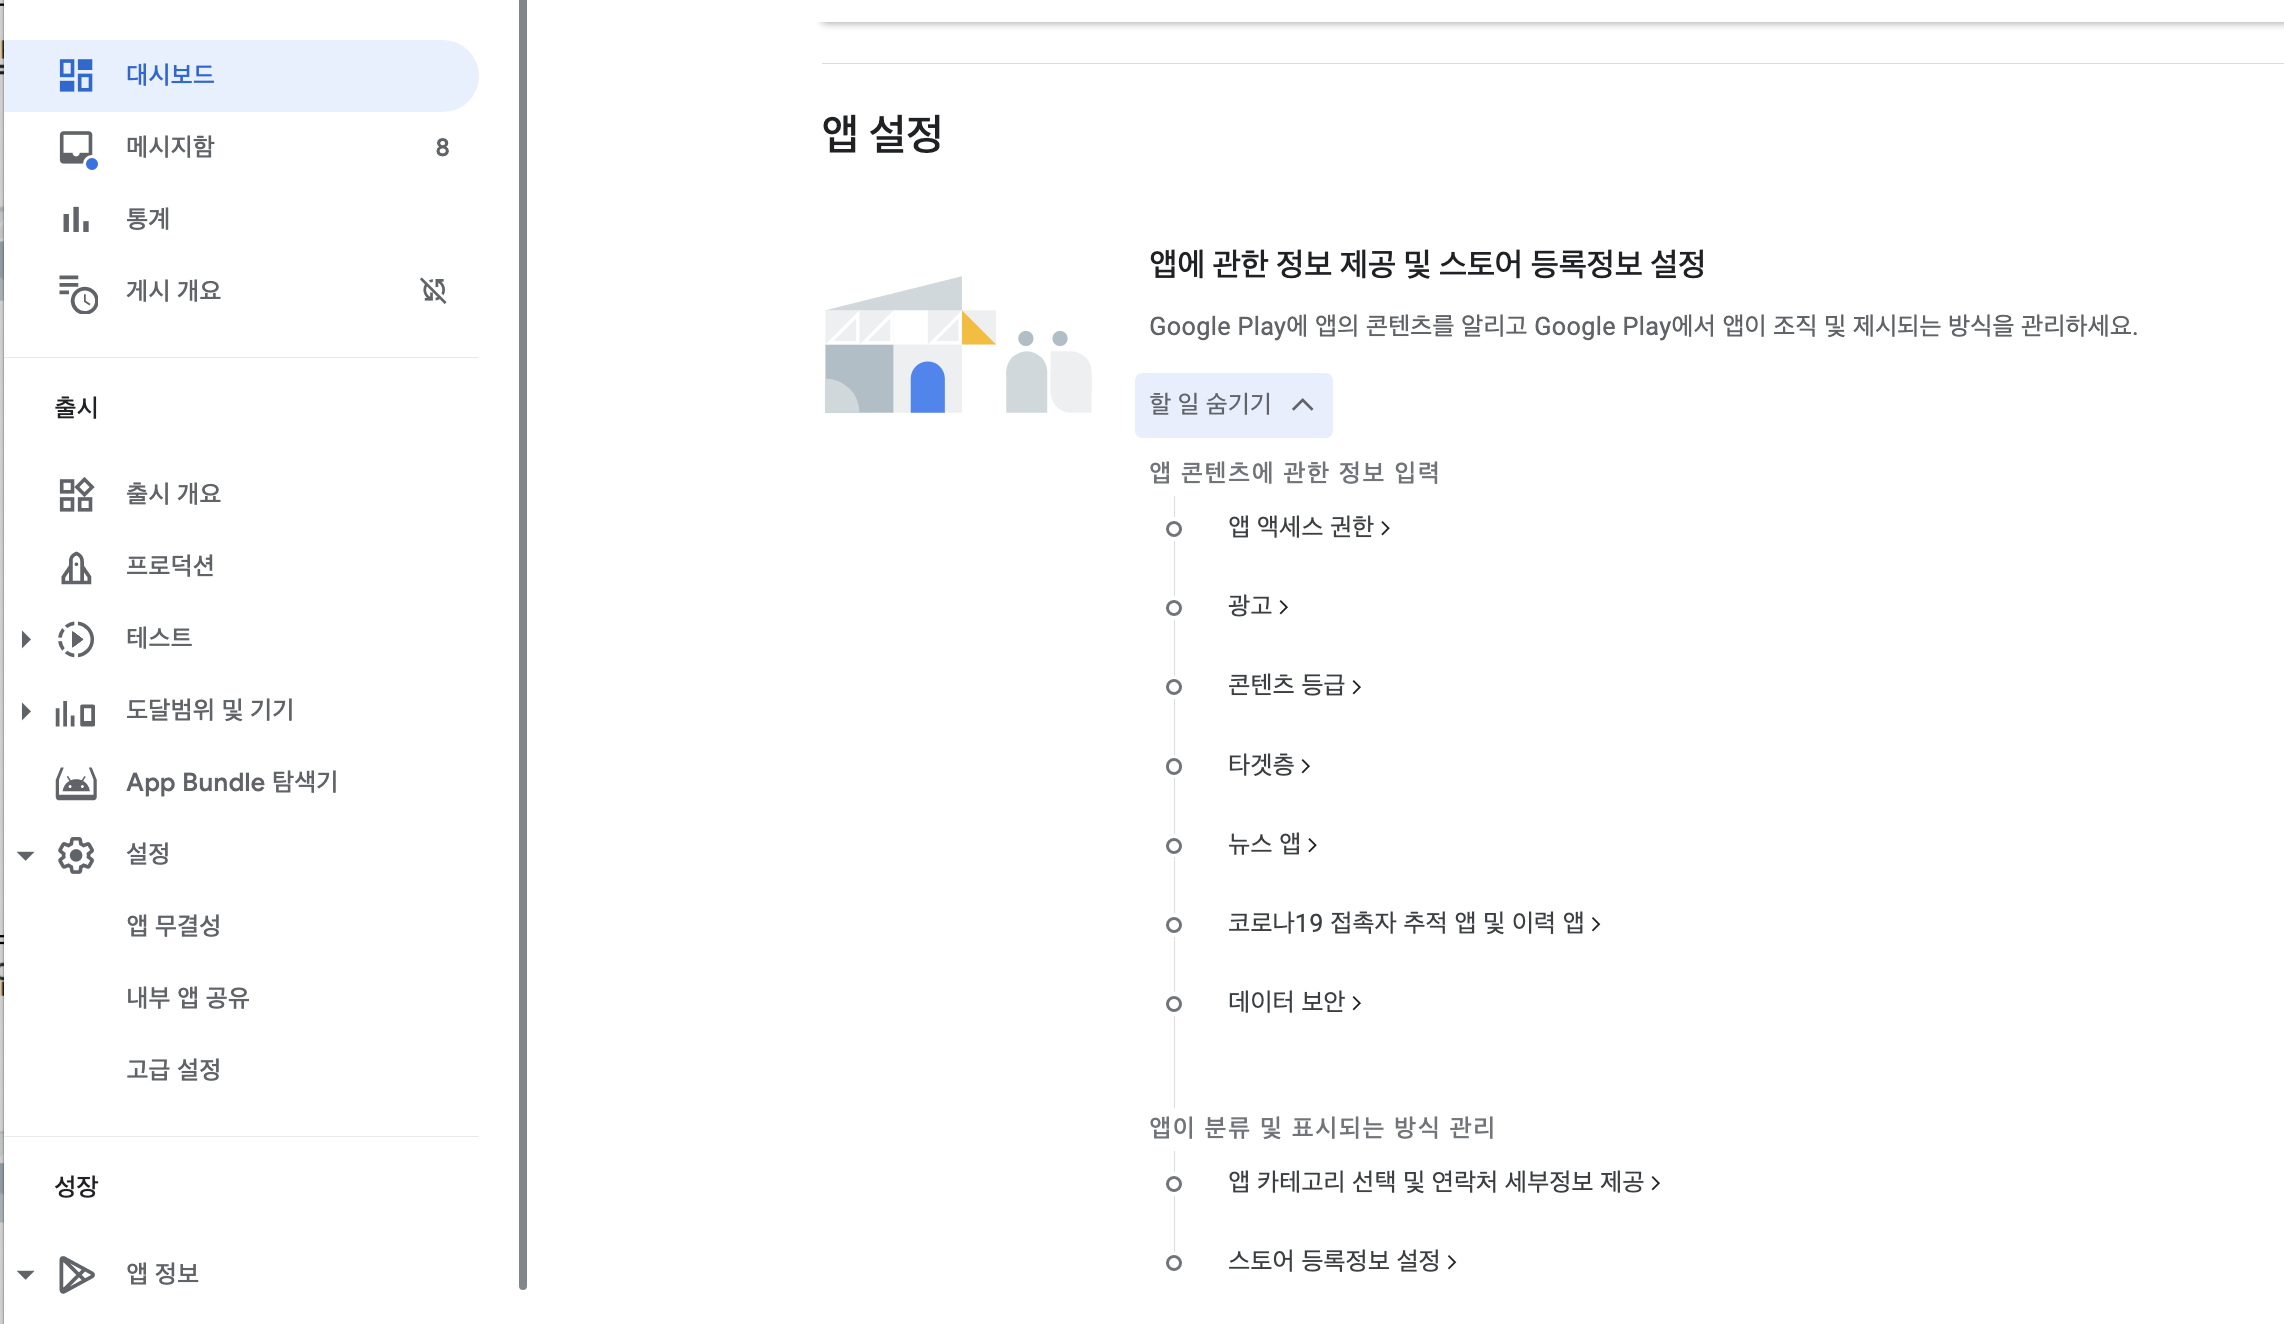 대시보드
메시지함 8
통계
게시 개요
출시
출시 개요
프로덕션
테스트
도달범위 및 기기
App Bundle 탐색기
설정
앱 무결성
내부 앱 공유
고급 설정
성장
앱 정보
앱 설정
앱에 관한 정보 제공 및 스토어 등록정보 설정
Google Play에 앱의 콘텐츠를 알리고 Google Play에서 앱이 조직 및 제시되는 방식을 관리하세요.
할 일 숨기기
앱 콘텐츠에 관한 정보 입력
앱 액세스 권한
광고
콘텐츠 등급
타겟층
뉴스 앱
코로나19 접촉자 추적 앱 및 이력 앱
데이터 보안
앱이 분류 및 표시되는 방식 관리
앱 카테고리 선택 및 연락처 세부정보 제공
스토어 등록정보 설정